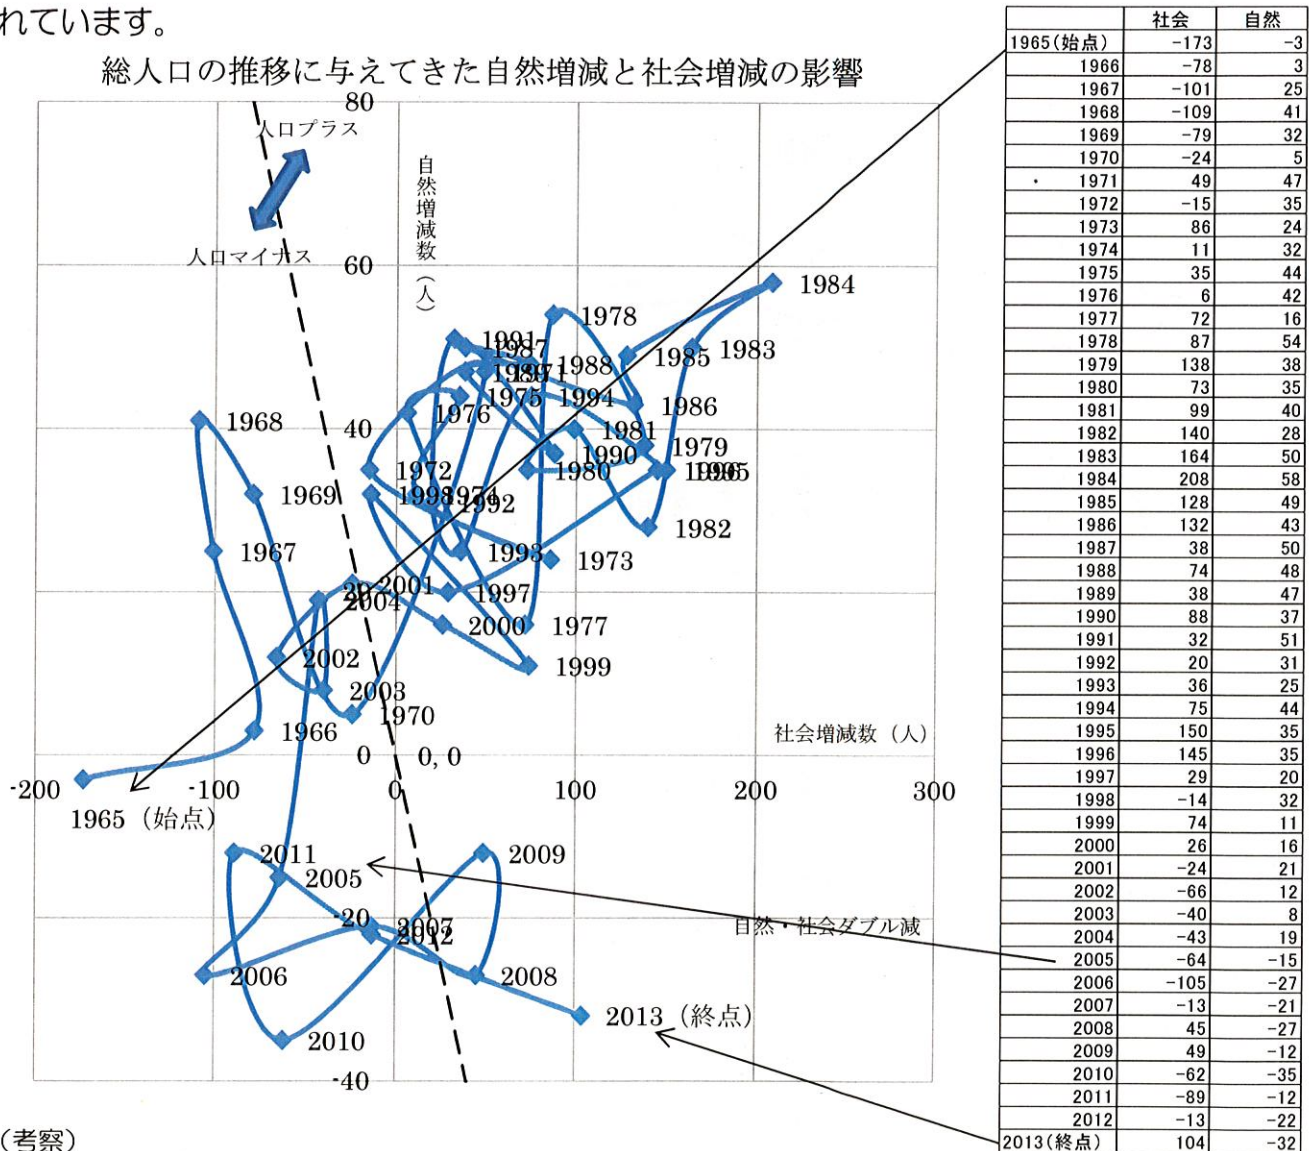 れています。
総人口の推移に与えてきた自然増減と社会増減の影響
80
人口プラス
自然増減数（人）
人口マイナス
60
1984
1978
1991
1987
1983
1985
1988
1989
1971
1975
1994
1976
1986
1968
40
1981
1979
1990
1972
1980
1996
1995
1969
1998
1974
1992
1982
1967
1993
1973
2001
20
1997
2004
2000
1977
2002
1999
2003
1970
1966
社会増減数（人）
0
0, 0
-200
-100
0
100
200
300
1965（始点）
2011
2009
2005
-20
2007
自然・社会ダブル減
2012
2006
2008
2013（終点）
2010
-40
（考察）
社会 自然
1965(始点) -173 -3
1966 -78 3
1967 -101 25
1968 -109 41
1969 -79 32
1970 -24 5
1971 49 47
1972 -15 35
1973 86 24
1974 11 32
1975 35 44
1976 6 42
1977 72 16
1978 87 54
1979 138 38
1980 73 35
1981 99 40
1982 140 28
1983 164 50
1984 208 58
1985 128 49
1986 132 43
1987 38 50
1988 74 48
1989 38 47
1990 88 37
1991 32 51
1992 20 31
1993 36 25
1994 75 44
1995 150 35
1996 145 35
1997 29 20
1998 -14 32
1999 74 11
2000 26 16
2001 -24 21
2002 -66 12
2003 -40 8
2004 -43 19
2005 -64 -15
2006 -105 -27
2007 -13 -21
2008 45 -27
2009 49 -12
2010 -62 -35
2011 -89 -12
2012 -13 -22
2013(終点) 104 -32